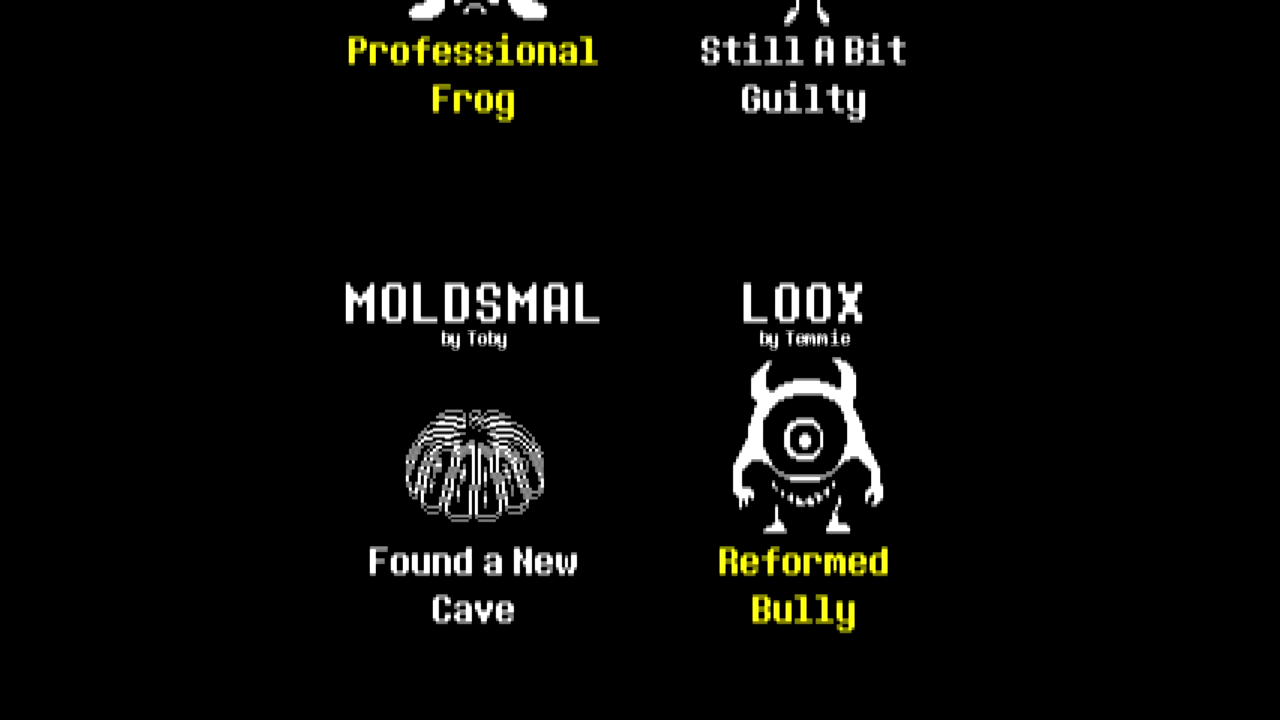 Professional
Frog
Still A Bit
Guilty
MOLDSMAL
by Toby
Found a New
Cave
LOOX
by Temmie
Reformed
Bully